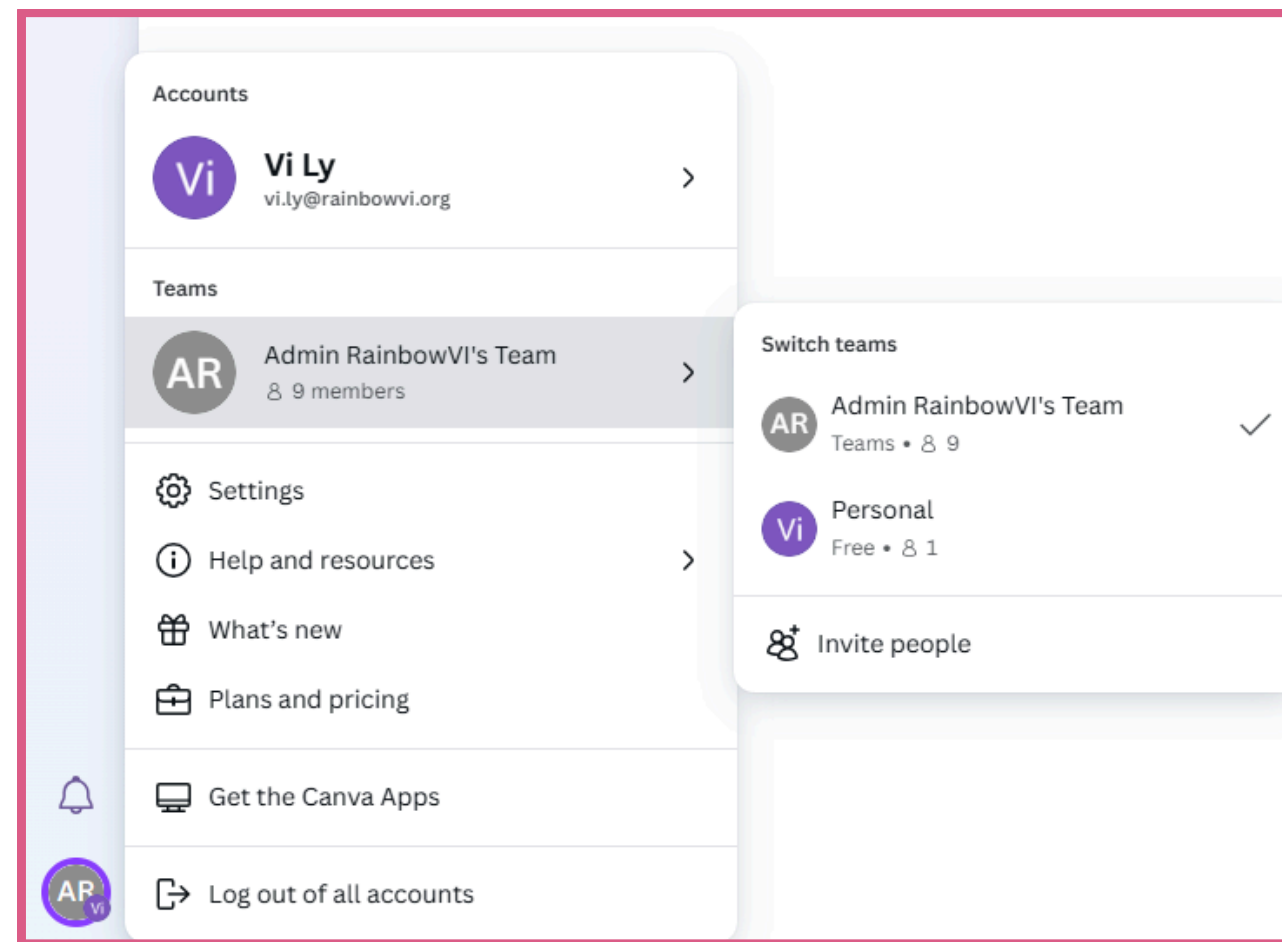 Accounts
Vi
Vi Ly
vi.ly@rainbowvi.org
Teams
AR
Admin RainbowVI's Team
9 members
Settings
Help and resources
What's new
Plans and pricing
Get the Canva Apps
Log out of all accounts
AR
Vi
Switch teams
AR
Admin RainbowVI's Team
Teams • 9
Vi
Personal
Free • 1
Invite people